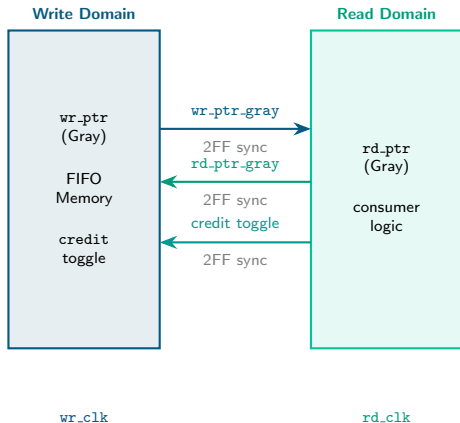 Write Domain
Read Domain
wr_ptr
(Gray)
FIFO
Memory
credit
toggle
wr_ptr_gray
2FF sync
rd_ptr_gray
2FF sync
credit toggle
2FF sync
rd_ptr
(Gray)
consumer
logic
wr_clk
rd_clk